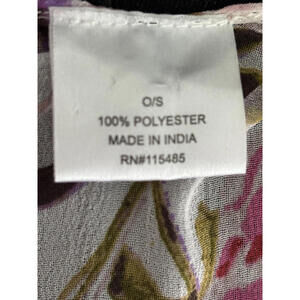 O/S
100% POLYESTER
MADE IN INDIA
RN#115485